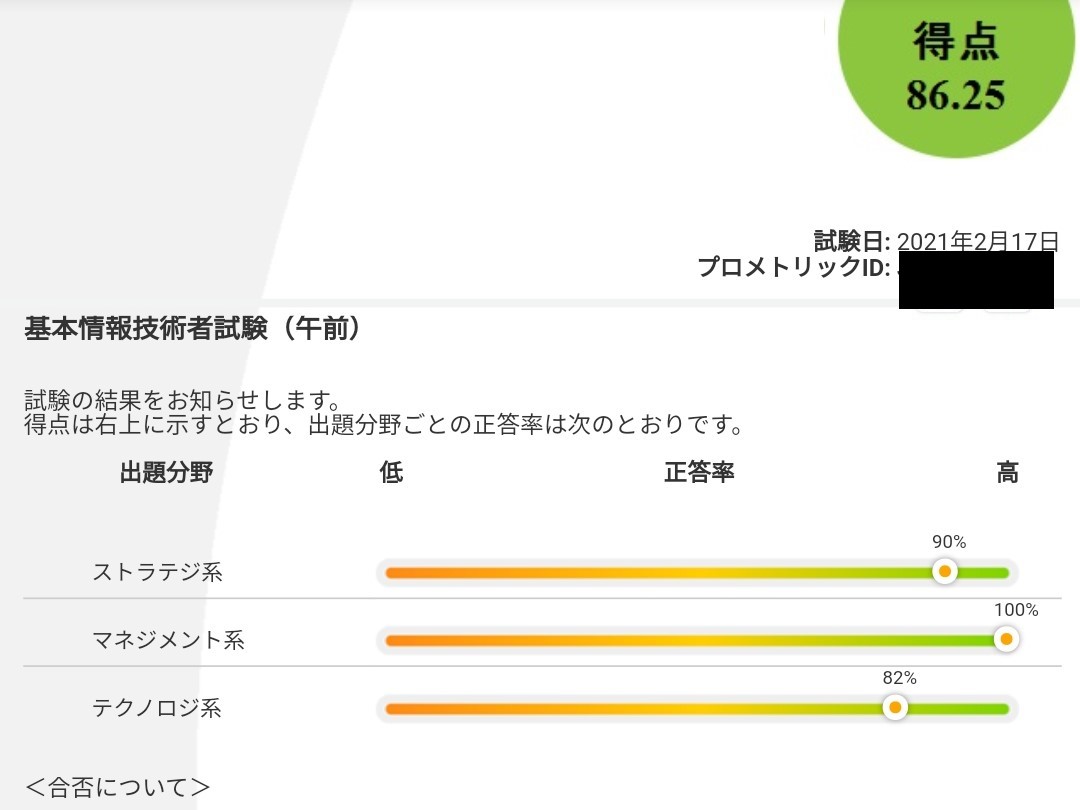 得点
86.25
試験日: 2021年2月17日
プロメトリックID:
基本情報技術者試験（午前）
試験の結果をお知らせします。
得点は右上に示すとおり、出題分野ごとの正答率は次のとおりです。
出題分野 低 正答率 高
90%
ストラテジ系
100%
マネジメント系
82%
テクノロジ系
＜合否について＞